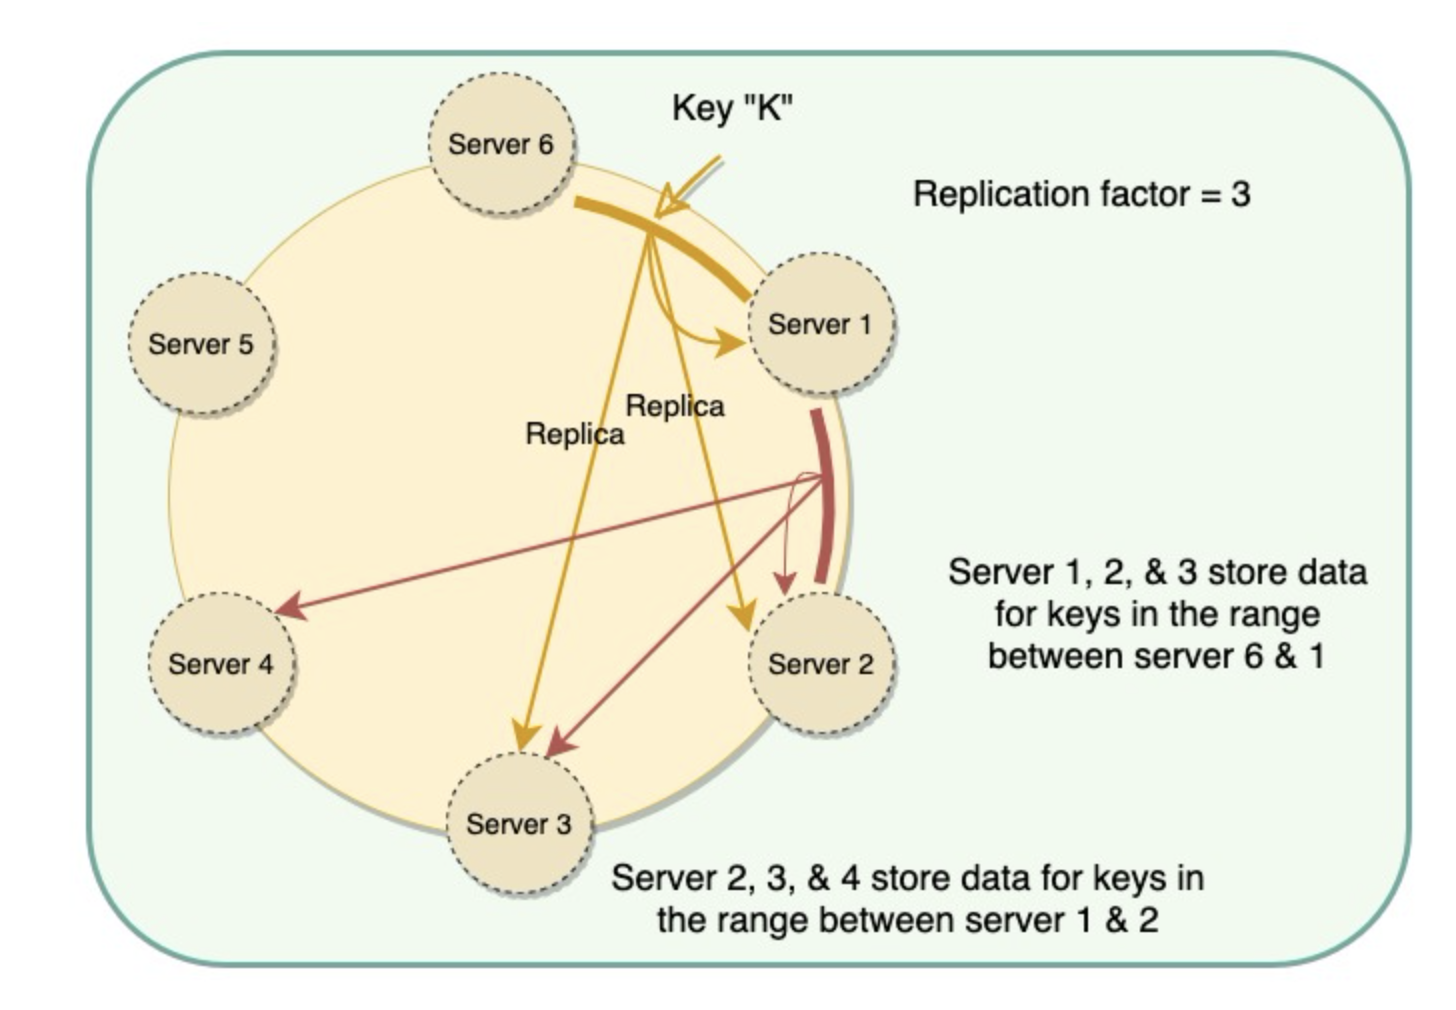 Key "K"
Server 6
Replication factor = 3
Server 1
Server 5
Replica
Replica
Server 1, 2, & 3 store data
for keys in the range
between server 6 & 1
Server 4
Server 2
Server 3
Server 2, 3, & 4 store data for keys in
the range between server 1 & 2